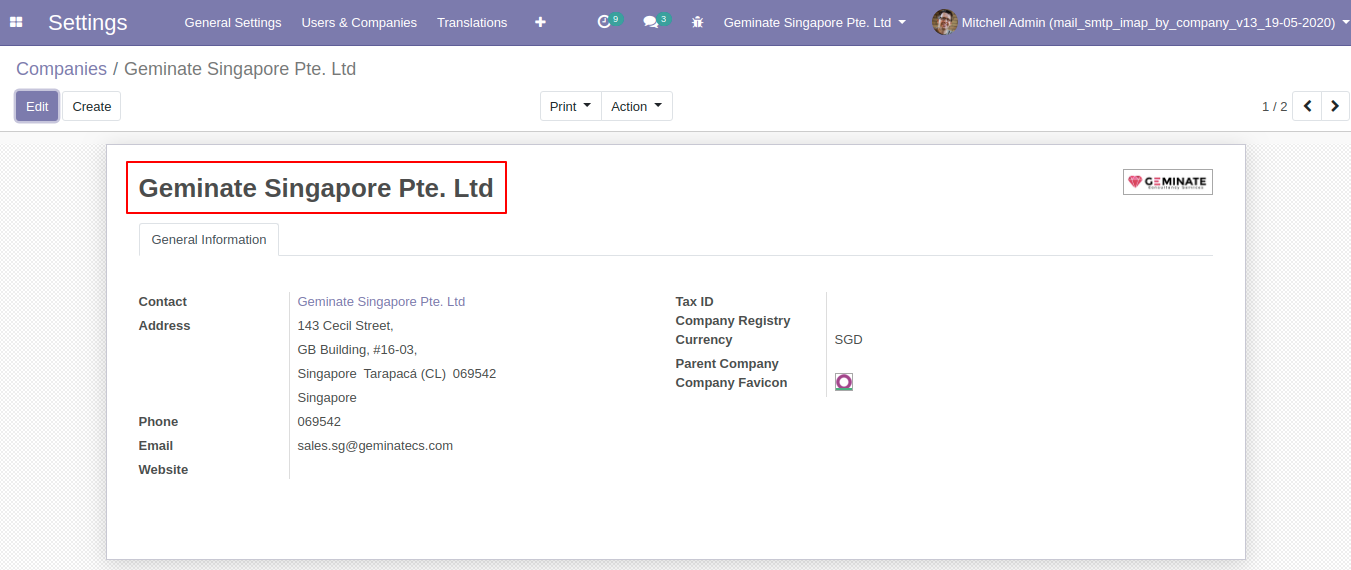 Settings General Settings Users & Companies Translations 9 3 Geminate Singapore Pte. Ltd Mitchell Admin (mail_smtp_imap_by_company_v13_19-05-2020)
Companies / Geminate Singapore Pte. Ltd
Edit Create Print Action 1 / 2
Geminate Singapore Pte. Ltd
GEMINATE
Consultancy Services
General Information
Contact Geminate Singapore Pte. Ltd
Address 143 Cecil Street,
GB Building, #16-03,
Singapore Tarapacá (CL) 069542
Singapore
Phone 069542
Email sales.sg@geminatecs.com
Website
Tax ID
Company Registry
Currency SGD
Parent Company
Company Favicon